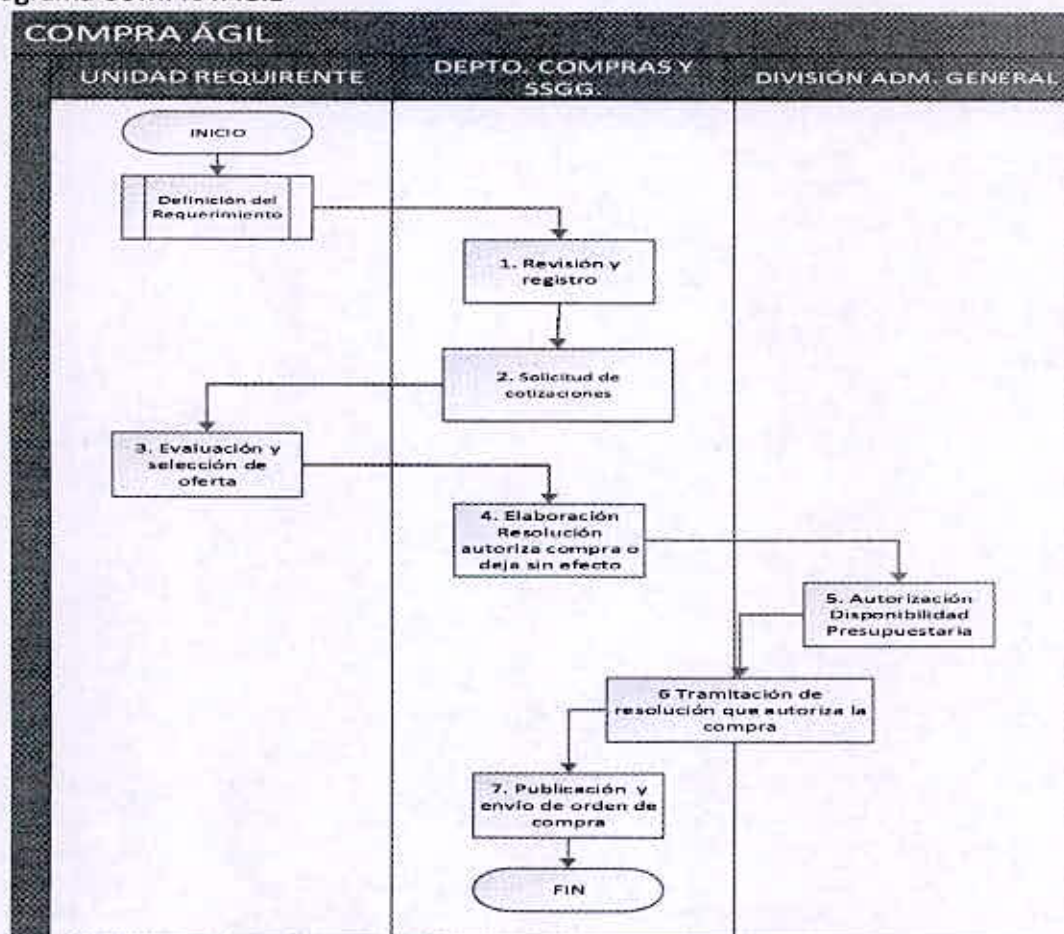 COMPRA ÁGIL
UNIDAD REQUIRENTE
DEPTO. COMPRAS Y
SSGG.
DIVISIÓN ADM. GENERAL
INICIO
Definición del
Requerimiento
1. Revisión y
registro
2. Solicitud de
cotizaciones
3. Evaluación y
selección de
oferta
4. Elaboración
Resolución
autoriza compra o
deja sin efecto
5. Autorización
Disponibilidad
Presupuestaria
6 Tramitación de
resolución que autoriza la
compra
7. Publicación y
envío de orden de
compra
FIN